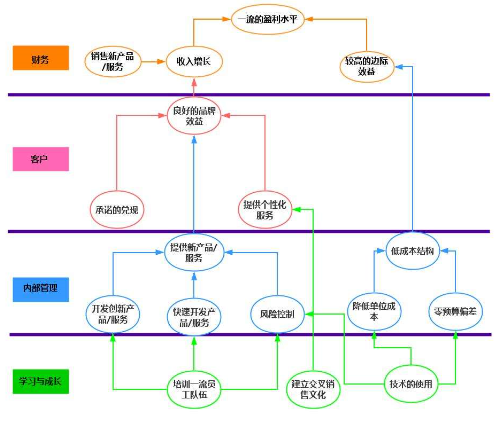 一流的盈利水平
财务
销售新产品
/服务
收入增长
较高的边际
效益
良好的品牌
效益
客户
承诺的兑现
提供个性化
服务
提供新产品/
服务
低成本结构
内部管理
开发创新产
品/服务
快速开发产
品/服务
风险控制
降低单位成
本
零预算偏差
学习与成长
培训一流员
工队伍
建立交叉销
售文化
技术的使用